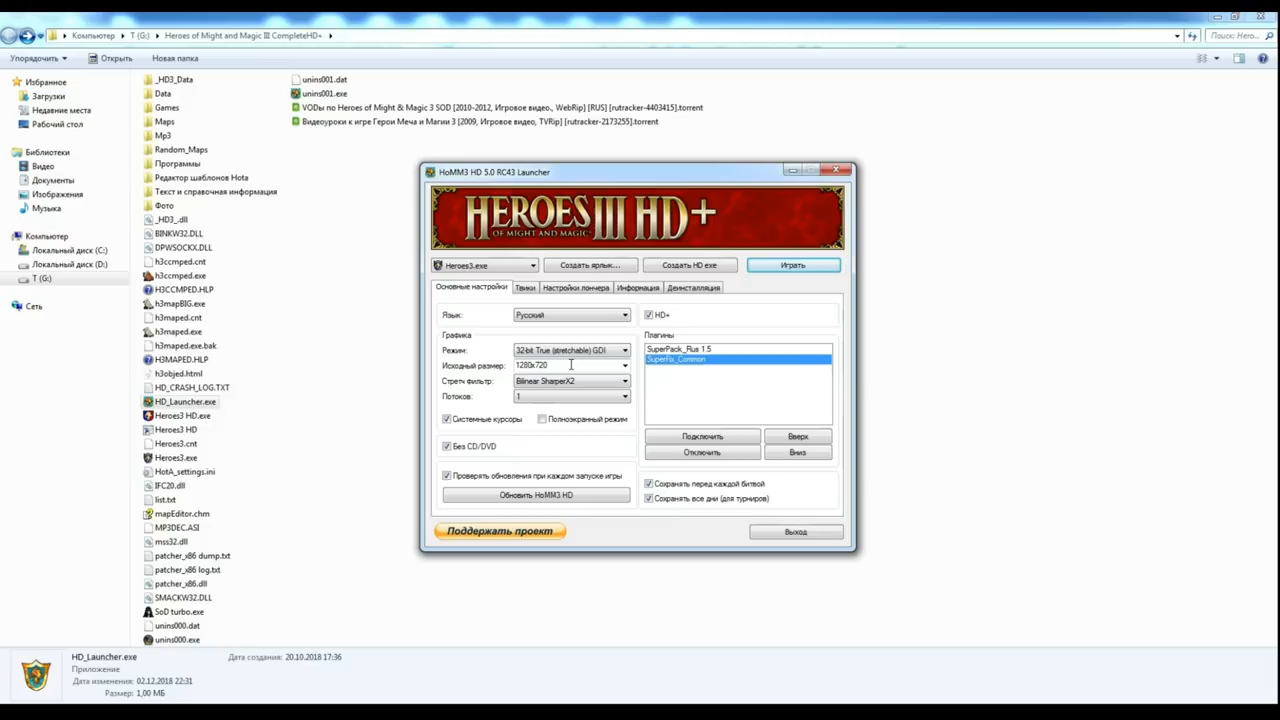 Компьютер ▸ T (G:) ▸ Heroes of Might and Magic III CompleteHD+ ▸
Поиск: Hero...
Упорядочить
Открыть
Новая папка
Избранное
Загрузки
Недавние места
Рабочий стол
Библиотеки
Видео
Документы
Изображения
Музыка
Компьютер
Локальный диск (C:)
Локальный диск (D:)
T (G:)
Сеть
_HD3_Data
Data
Games
Maps
Mp3
Random_Maps
Программы
Редактор шаблонов Hota
Текст и справочная информация
Фото
_HD3_.dll
BINKW32.DLL
DPWSOCKX.DLL
h3ccmped.cnt
h3ccmped.exe
H3CCMPED.HLP
h3mapBIG.exe
h3maped.cnt
h3maped.exe
h3maped.exe.bak
H3MAPED.HLP
h3objed.html
HD_CRASH_LOG.TXT
HD_Launcher.exe
Heroes3 HD.exe
Heroes3 HD
Heroes3.cnt
Heroes3.exe
HotA_settings.ini
IFC20.dll
list.txt
mapEditor.chm
MP3DEC.ASI
mss32.dll
patcher_x86 dump.txt
patcher_x86 log.txt
patcher_x86.dll
SMACKW32.DLL
SoD turbo.exe
unins000.dat
unins000.exe
unins001.dat
unins001.exe
VODы по Heroes of Might & Magic 3 SOD [2010-2012, Игровое видео., WebRip) [RUS] [rutracker-4403415].torrent
Видеоуроки к игре Герои Меча и Магии 3 [2009, Игровое видео, TVRip) [rutracker-2173255].torrent
HoMM3 HD 5.0 RC43 Launcher
HEROES III HD+
OF MIGHT AND MAGIC
Heroes3.exe
Создать ярлык...
Создать HD exe
Играть
Основные настройки
Твики
Настройки лончера
Информация
Деинсталляция
Язык:
Русский
HD+
Графика
Режим:
32-bit True (stretchable) GDI
Исходный размер:
1280x720
Стретч фильтр:
Bilinear SharperX2
Потоков:
1
Системные курсоры
Полноэкранный режим
Без CD/DVD
Проверять обновления при каждом запуске игры
Обновить HoMM3 HD
Плагины
SuperPack_Rus 1.5
SuperFix_Common
Подключить
Вверх
Отключить
Вниз
Сохранять перед каждой битвой
Сохранять все дни (для турниров)
Поддержать проект
Выход
HD_Launcher.exe
Дата создания: 20.10.2018 17:36
Приложение
Дата изменения: 02.12.2018 22:31
Размер: 1,00 МБ